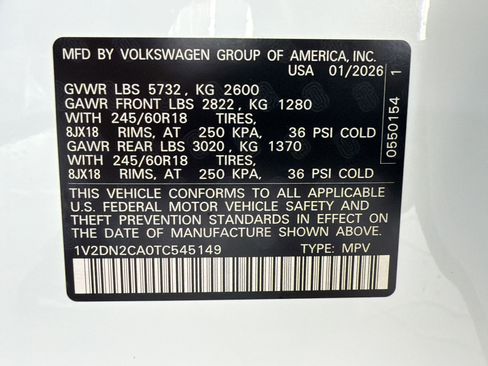 MFD BY VOLKSWAGEN GROUP OF AMERICA, INC.
USA 01/2026
GVWR LBS 5732, KG 2600
GAWR FRONT LBS 2822, KG 1280
WITH 245/60R18 TIRES,
8JX18 RIMS, AT 250 KPA, 36 PSI COLD
GAWR REAR LBS 3020, KG 1370
WITH 245/60R18 TIRES,
8JX18 RIMS, AT 250 KPA, 36 PSI COLD
THIS VEHICLE CONFORMS TO ALL APPLICABLE
U.S. FEDERAL MOTOR VEHICLE SAFETY AND
THEFT PREVENTION STANDARDS IN EFFECT ON
THE DATE OF MANUFACTURE SHOWN ABOVE.
1V2DN2CA0TC545149 TYPE: MPV
0550154 1